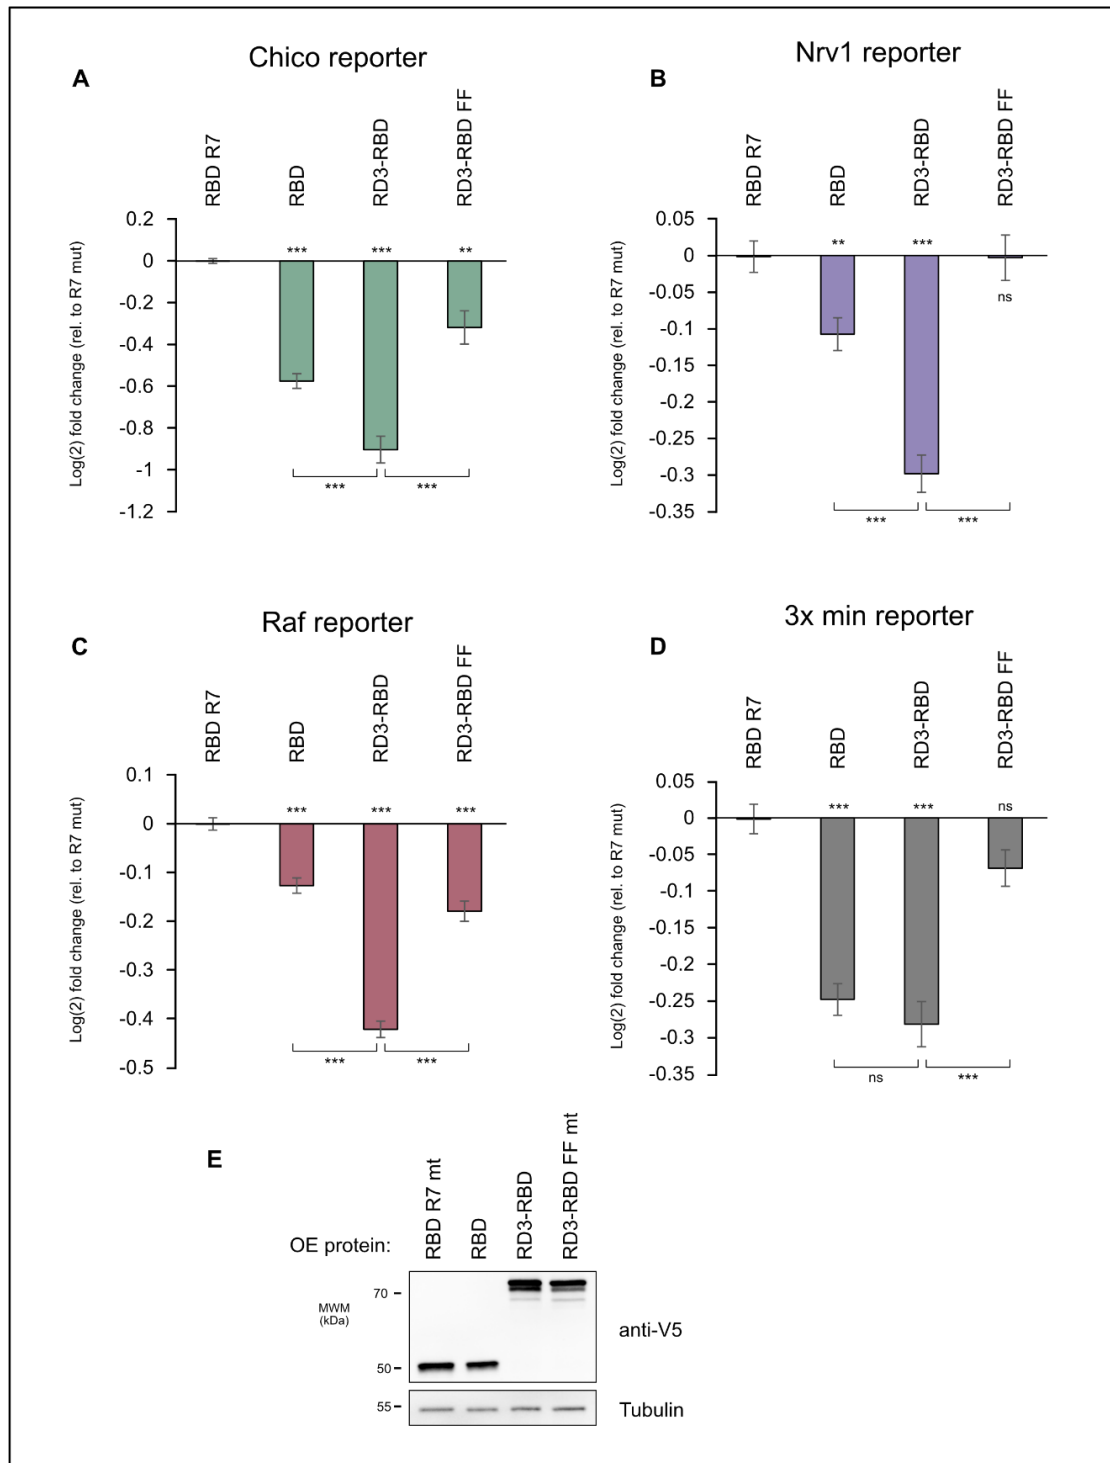 Chico reporter
A
RBD R7
RBD
RD3-RBD
RD3-RBD FF
Log(2) fold change (rel. to R7 mut)
0.2
0
-0.2
-0.4
-0.6
-0.8
-1
-1.2
*** *** **
*** ***
Nrv1 reporter
B
RBD R7
RBD
RD3-RBD
RD3-RBD FF
Log(2) fold change (rel. to R7 mut)
0.05
0
-0.05
-0.1
-0.15
-0.2
-0.25
-0.3
-0.35
** ***
ns
*** ***
Raf reporter
C
RBD R7
RBD
RD3-RBD
RD3-RBD FF
Log(2) fold change (rel. to R7 mut)
0.1
0
-0.1
-0.2
-0.3
-0.4
-0.5
*** *** ***
*** ***
3x min reporter
D
RBD R7
RBD
RD3-RBD
RD3-RBD FF
Log(2) fold change (rel. to R7 mut)
0.05
0
-0.05
-0.1
-0.15
-0.2
-0.25
-0.3
-0.35
*** *** ns
ns ***
E
OE protein:
RBD R7 mt
RBD
RD3-RBD
RD3-RBD FF mt
MWM
(kDa)
70
50
55
anti-V5
Tubulin